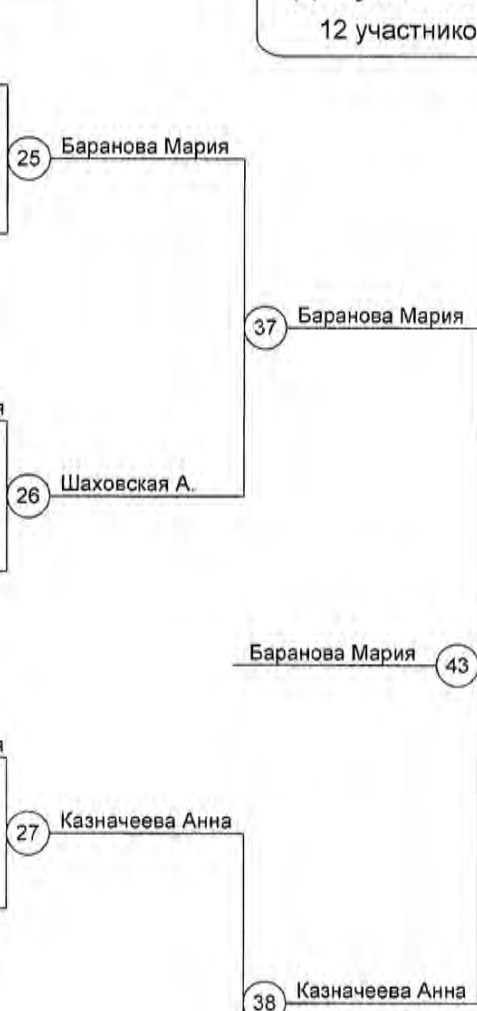 12 участнико
25 Баранова Мария
37 Баранова Мария
26 Шаховская А.
Баранова Мария 43
27 Казначеева Анна
38 Казначеева Анна